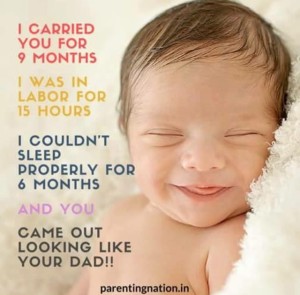 I CARRIED
YOU FOR
9 MONTHS
I WAS IN
LABOR FOR
15 HOURS
I COULDN'T
SLEEP
PROPERLY FOR
6 MONTHS
AND YOU
CAME OUT
LOOKING LIKE
YOUR DAD!!
parentingnation.in